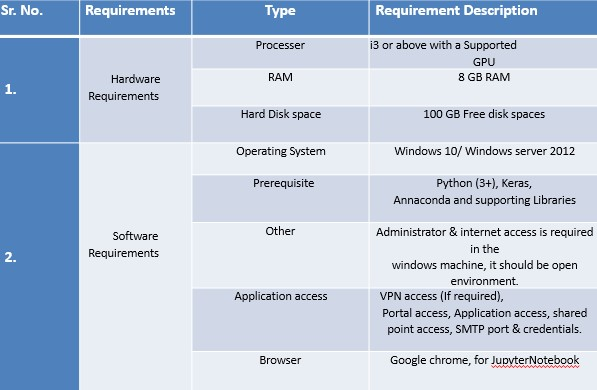 Sr. No. Requirements Type Requirement Description
1.
Hardware
Requirements
Processer
i3 or above with a Supported
GPU
RAM
8 GB RAM
Hard Disk space
100 GB Free disk spaces
2.
Software
Requirements
Operating System
Windows 10/ Windows server 2012
Prerequisite
Python (3+), Keras,
Annaconda and supporting Libraries
Other
Administrator & internet access is required
in the
windows machine, it should be open
environment.
Application access
VPN access (If required),
Portal access, Application access, shared
point access, SMTP port & credentials.
Browser
Google chrome, for JupyterNotebook